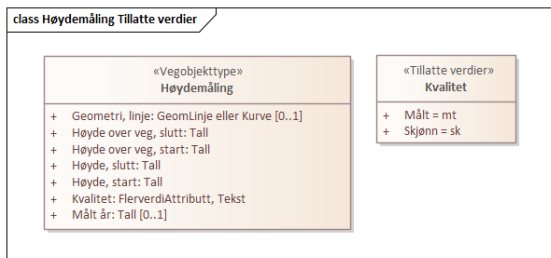 class Høydemåling Tillatte verdier
«Vegobjekttype»
Høydemåling
+ Geometri, linje: GeomLinje eller Kurve [0..1]
+ Høyde over veg, slutt: Tall
+ Høyde over veg, start: Tall
+ Høyde, slutt: Tall
+ Høyde, start: Tall
+ Kvalitet: FlerverdiAttributt, Tekst
+ Målt år: Tall [0..1]
«Tillatte verdier»
Kvalitet
+ Målt = mt
+ Skjønn = sk